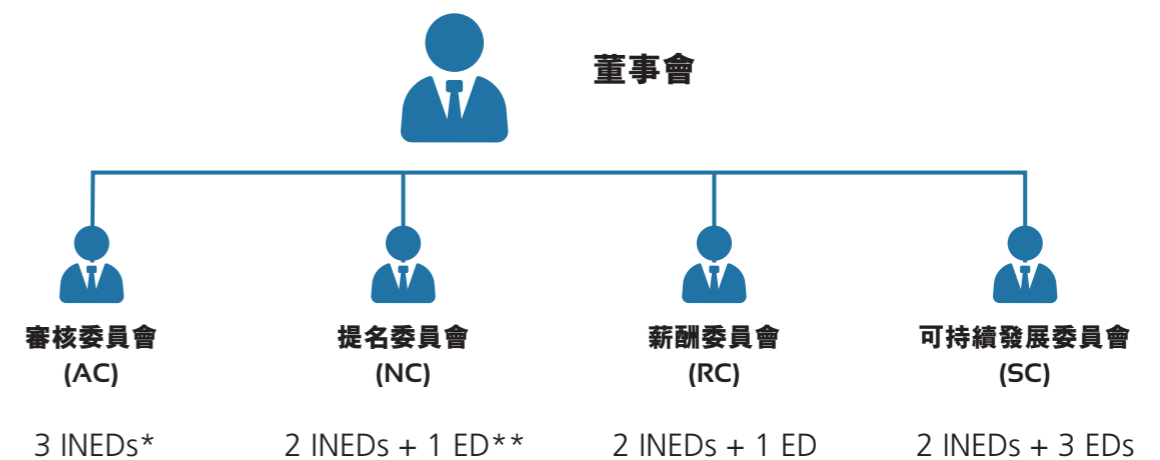 董事會
審核委員會
(AC)
提名委員會
(NC)
薪酬委員會
(RC)
可持續發展委員會
(SC)
3 INEDs*
2 INEDs + 1 ED**
2 INEDs + 1 ED
2 INEDs + 3 EDs